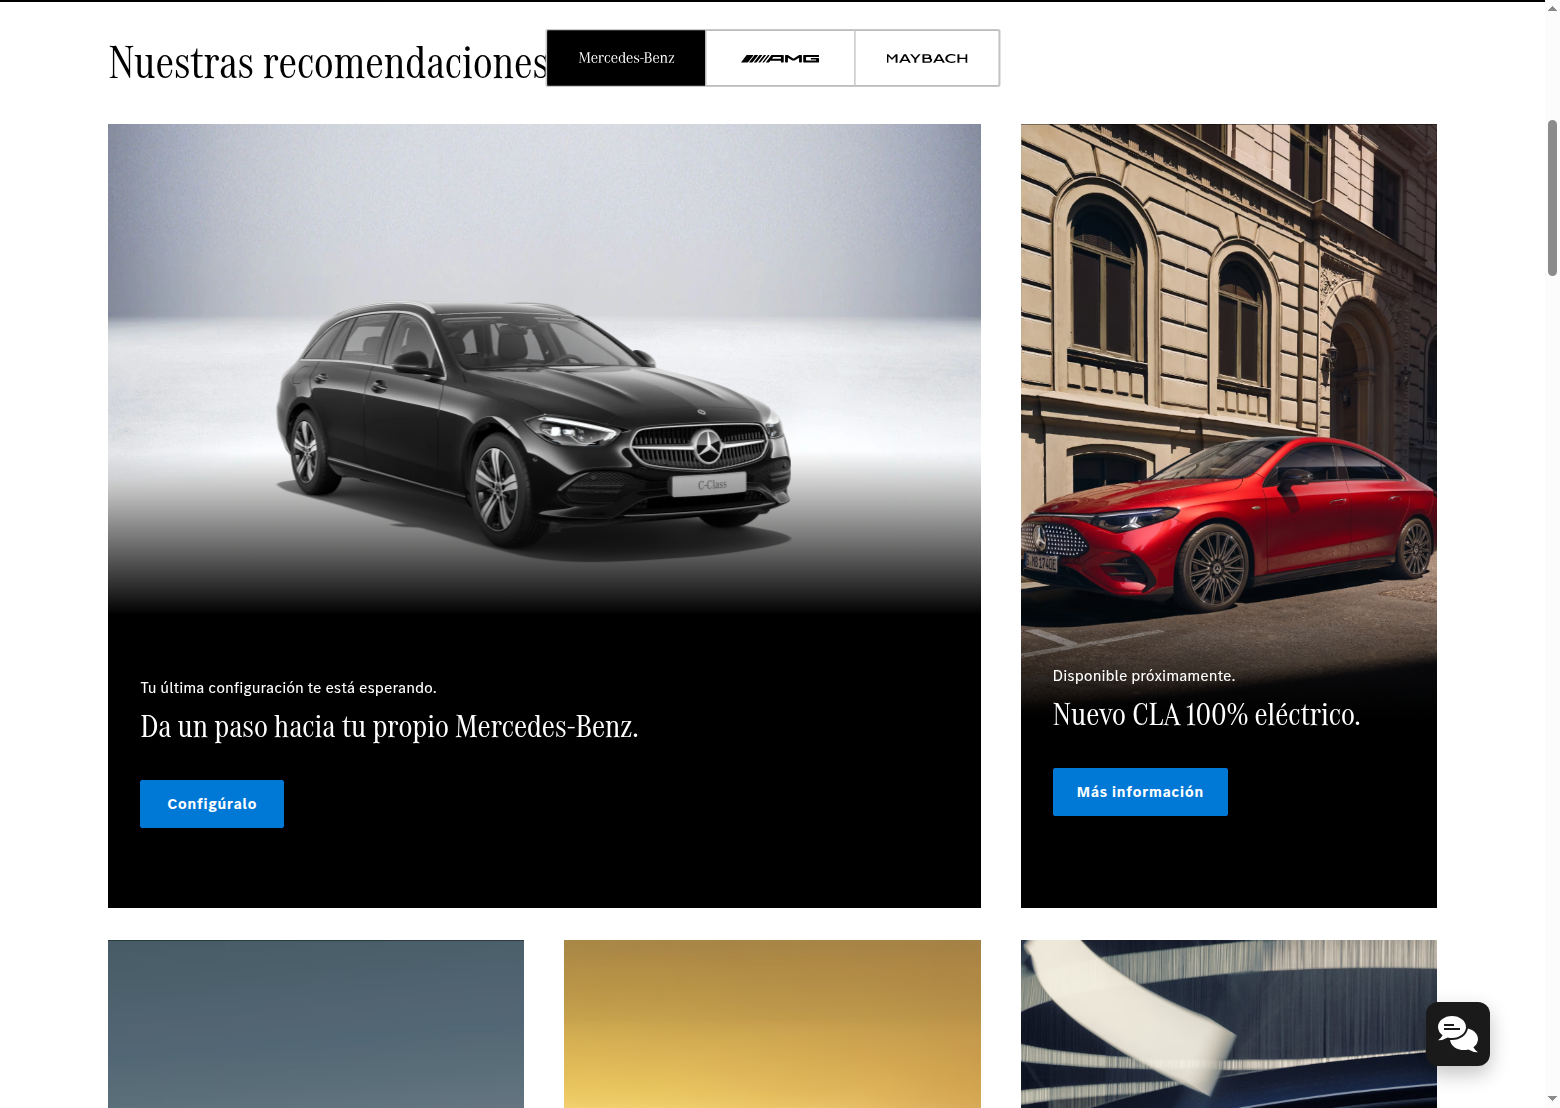 Nuestras recomendaciones
Mercedes-Benz
AMG
MAYBACH
C-Class
Tu última configuración te está esperando.
Da un paso hacia tu propio Mercedes-Benz.
Configúralo
Disponible próximamente.
Nuevo CLA 100% eléctrico.
Más información